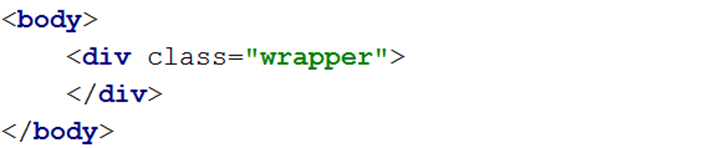 <body>
    <div class="wrapper">
    </div>
</body>